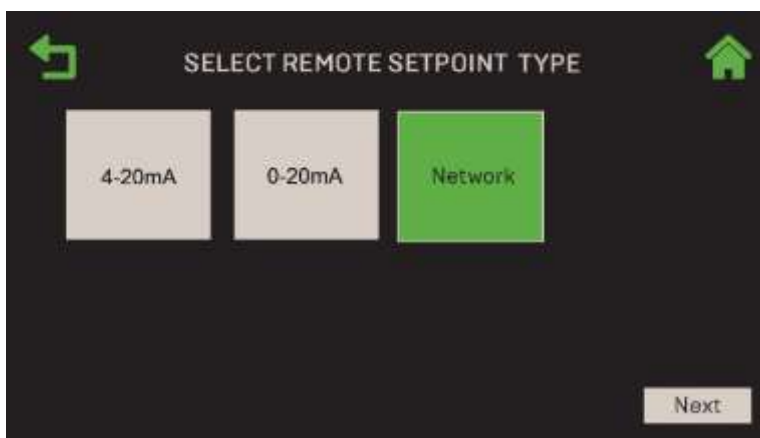 SELECT REMOTE SETPOINT TYPE
4-20mA
0-20mA
Network
Next